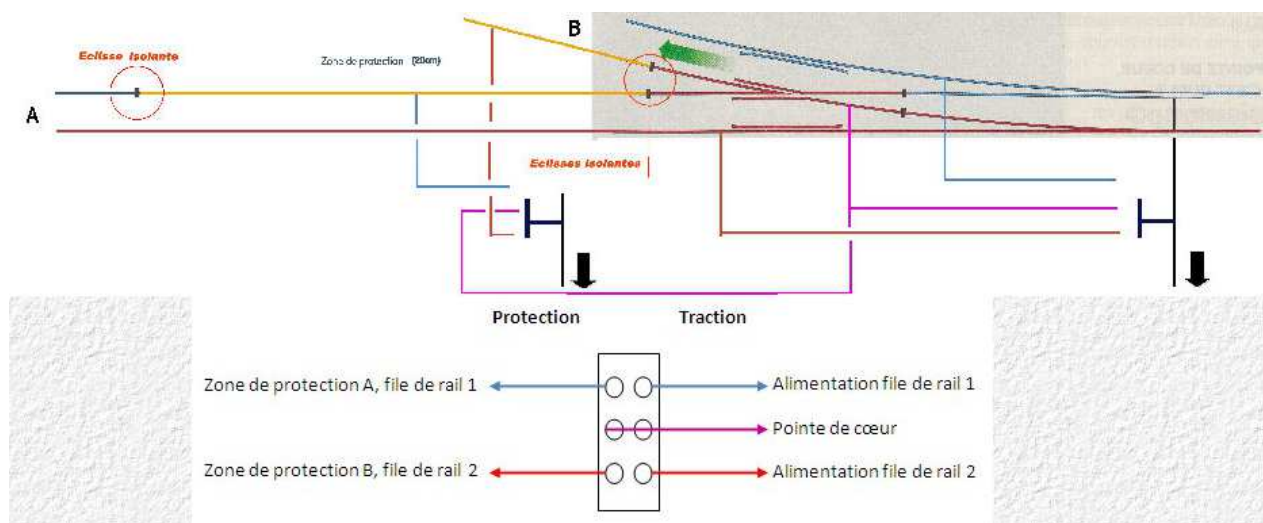 B
Eclisse isolante
Zone de protection (20km)
A
Eclisses isolantes
Protection Traction
Zone de protection A, file de rail 1 Alimentation file de rail 1
Pointe de cœur
Zone de protection B, file de rail 2 Alimentation file de rail 2